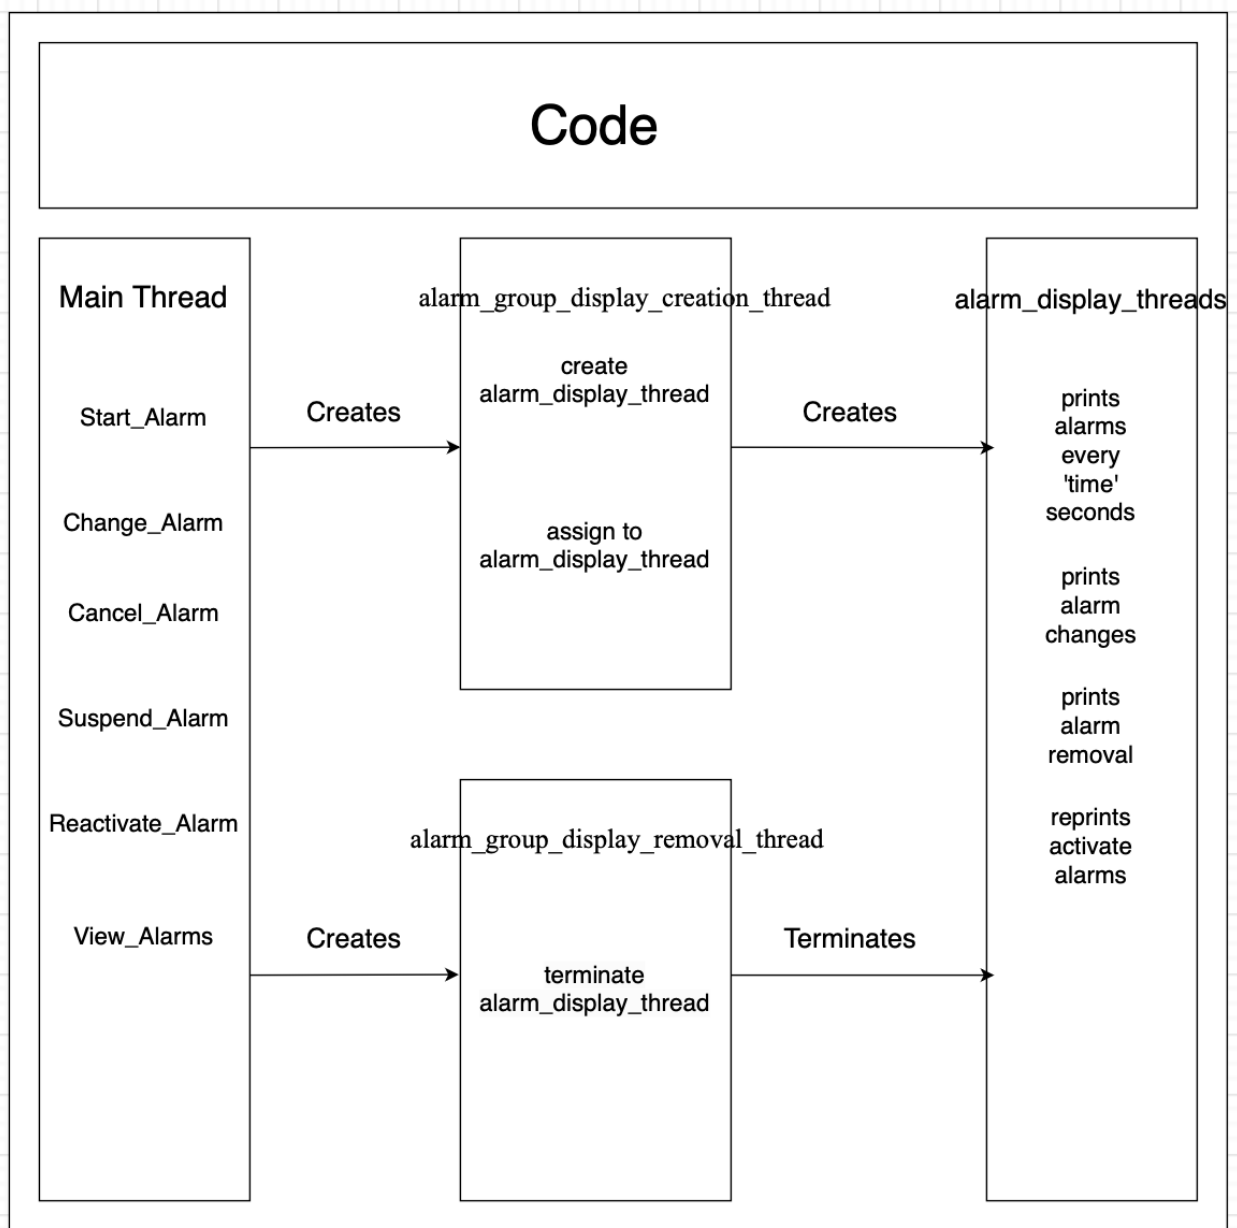 Code
Main Thread
Start_Alarm
Change_Alarm
Cancel_Alarm
Suspend_Alarm
Reactivate_Alarm
View_Alarms
Creates
Creates
alarm_group_display_creation_thread
create
alarm_display_thread
assign to
alarm_display_thread
alarm_group_display_removal_thread
terminate
alarm_display_thread
Creates
Terminates
alarm_display_threads
prints
alarms
every
'time'
seconds
prints
alarm
changes
prints
alarm
removal
reprints
activate
alarms